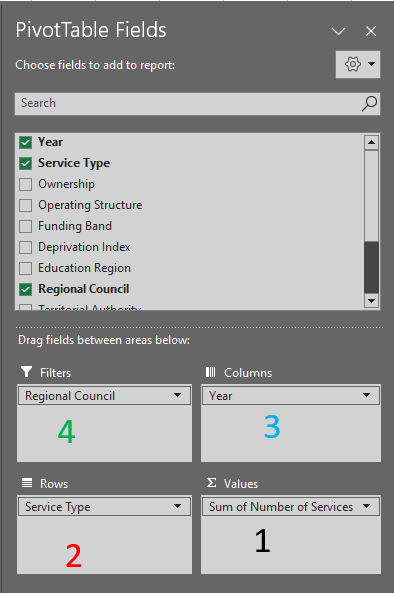 PivotTable Fields
Choose fields to add to report:
Search
Year
Service Type
Ownership
Operating Structure
Funding Band
Deprivation Index
Education Region
Regional Council
Territorial Authority
Drag fields between areas below:
Filters
Columns
Regional Council
Year
4
3
Rows
Σ Values
Service Type
Sum of Number of Services
2
1